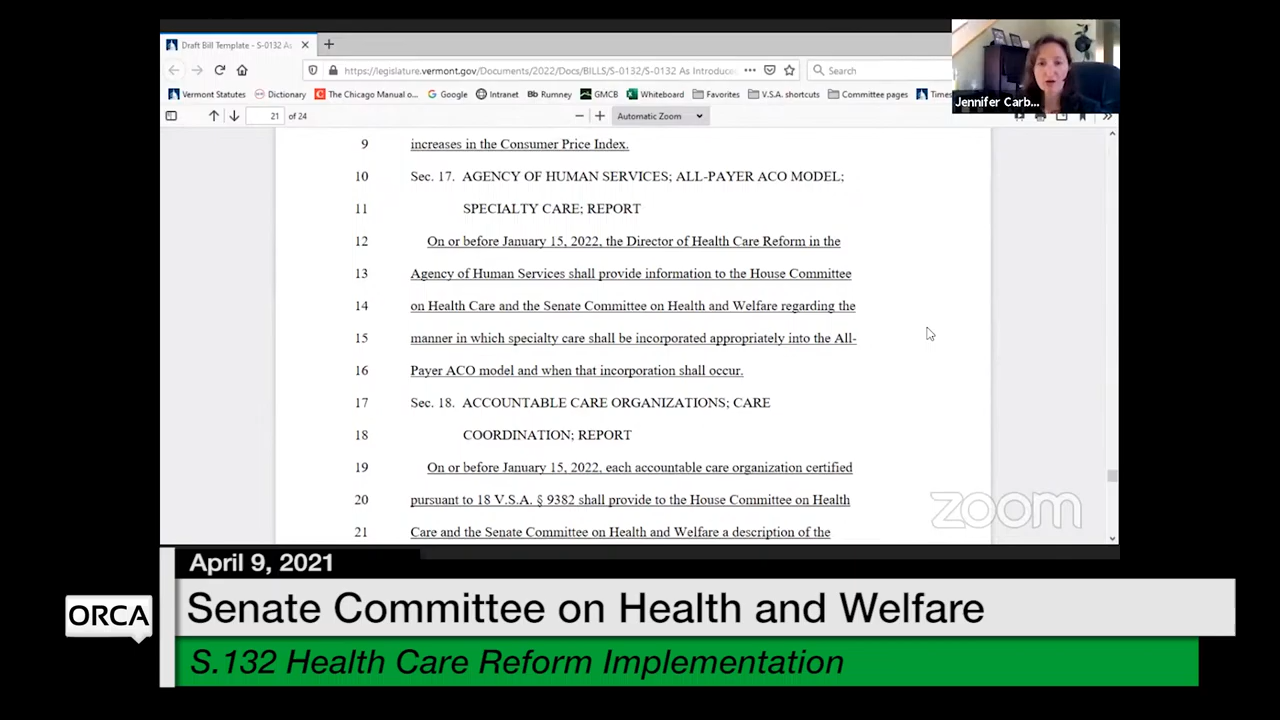 Draft Bill Template - S-0132 As
https://legislature.vermont.gov/Documents/2022/Docs/BILLS/S-0132/S-0132 As Introduce
Search
Vermont Statutes
Dictionary
The Chicago Manual o...
Google
Intranet
Bb Rumney
GMCB
Whiteboard
Favorites
V.S.A. shortcuts
Committee pages
Times
Jennifer Carb...
21 of 24
Automatic Zoom
9 increases in the Consumer Price Index.
10 Sec. 17. AGENCY OF HUMAN SERVICES; ALL-PAYER ACO MODEL;
11 SPECIALTY CARE; REPORT
12 On or before January 15, 2022, the Director of Health Care Reform in the
13 Agency of Human Services shall provide information to the House Committee
14 on Health Care and the Senate Committee on Health and Welfare regarding the
15 manner in which specialty care shall be incorporated appropriately into the All-
16 Payer ACO model and when that incorporation shall occur.
17 Sec. 18. ACCOUNTABLE CARE ORGANIZATIONS; CARE
18 COORDINATION; REPORT
19 On or before January 15, 2022, each accountable care organization certified
20 pursuant to 18 V.S.A. § 9382 shall provide to the House Committee on Health
21 Care and the Senate Committee on Health and Welfare a description of the
zoom
April 9, 2021
ORCA
Senate Committee on Health and Welfare
S.132 Health Care Reform Implementation